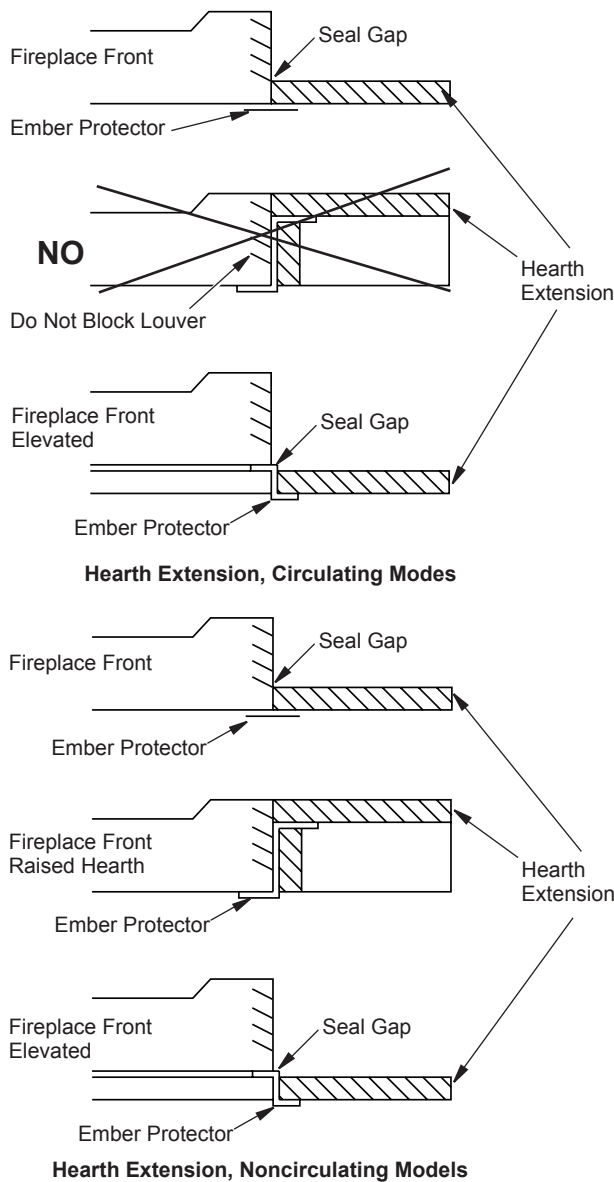 Seal Gap
Fireplace Front
Ember Protector
NO
Hearth
Extension
Do Not Block Louver
Fireplace Front
Elevated
Seal Gap
Ember Protector
Hearth Extension, Circulating Modes
Seal Gap
Fireplace Front
Ember Protector
Fireplace Front
Raised Hearth
Hearth
Extension
Ember Protector
Fireplace Front
Elevated
Seal Gap
Ember Protector
Hearth Extension, Noncirculating Models